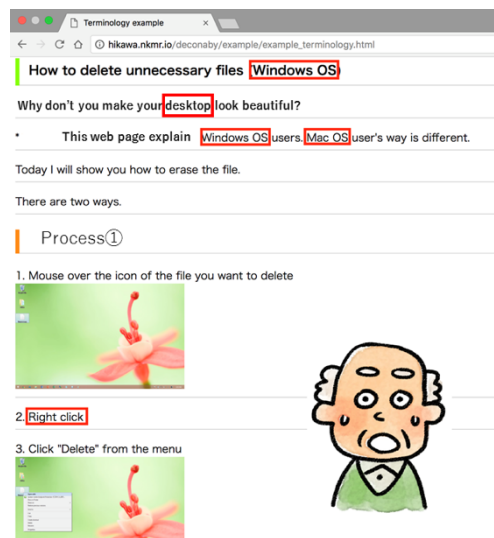 Terminology example
hikawa.nkmr.io/deconaby/example/example_terminology.html
How to delete unnecessary files (Windows OS)
Why don't you make your desktop look beautiful?
* This web page explain Windows OS users. Mac OS user's way is different.
Today I will show you how to erase the file.
There are two ways.
Process①
1. Mouse over the icon of the file you want to delete
2. Right click
3. Click "Delete" from the menu